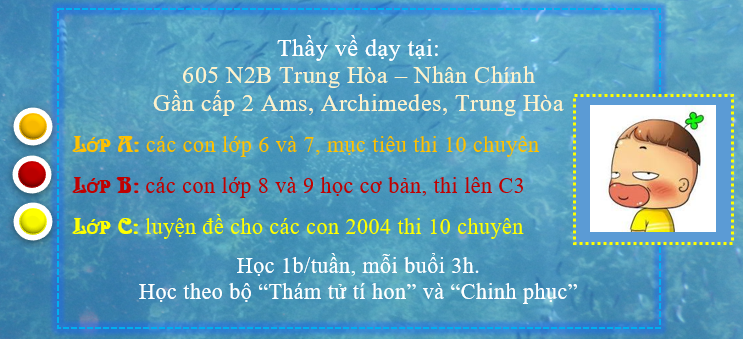 Thầy về dạy tại:
605 N2B Trung Hòa – Nhân Chính
Gần cấp 2 Ams, Archimedes, Trung Hòa
Lớp A: các con lớp 6 và 7, mục tiêu thi 10 chuyên
Lớp B: các con lớp 8 và 9 học cơ bản, thi lên C3
Lớp C: luyện đề cho các con 2004 thi 10 chuyên
Học 1b/tuần, mỗi buổi 3h.
Học theo bộ “Thám tử tí hon” và “Chinh phục”